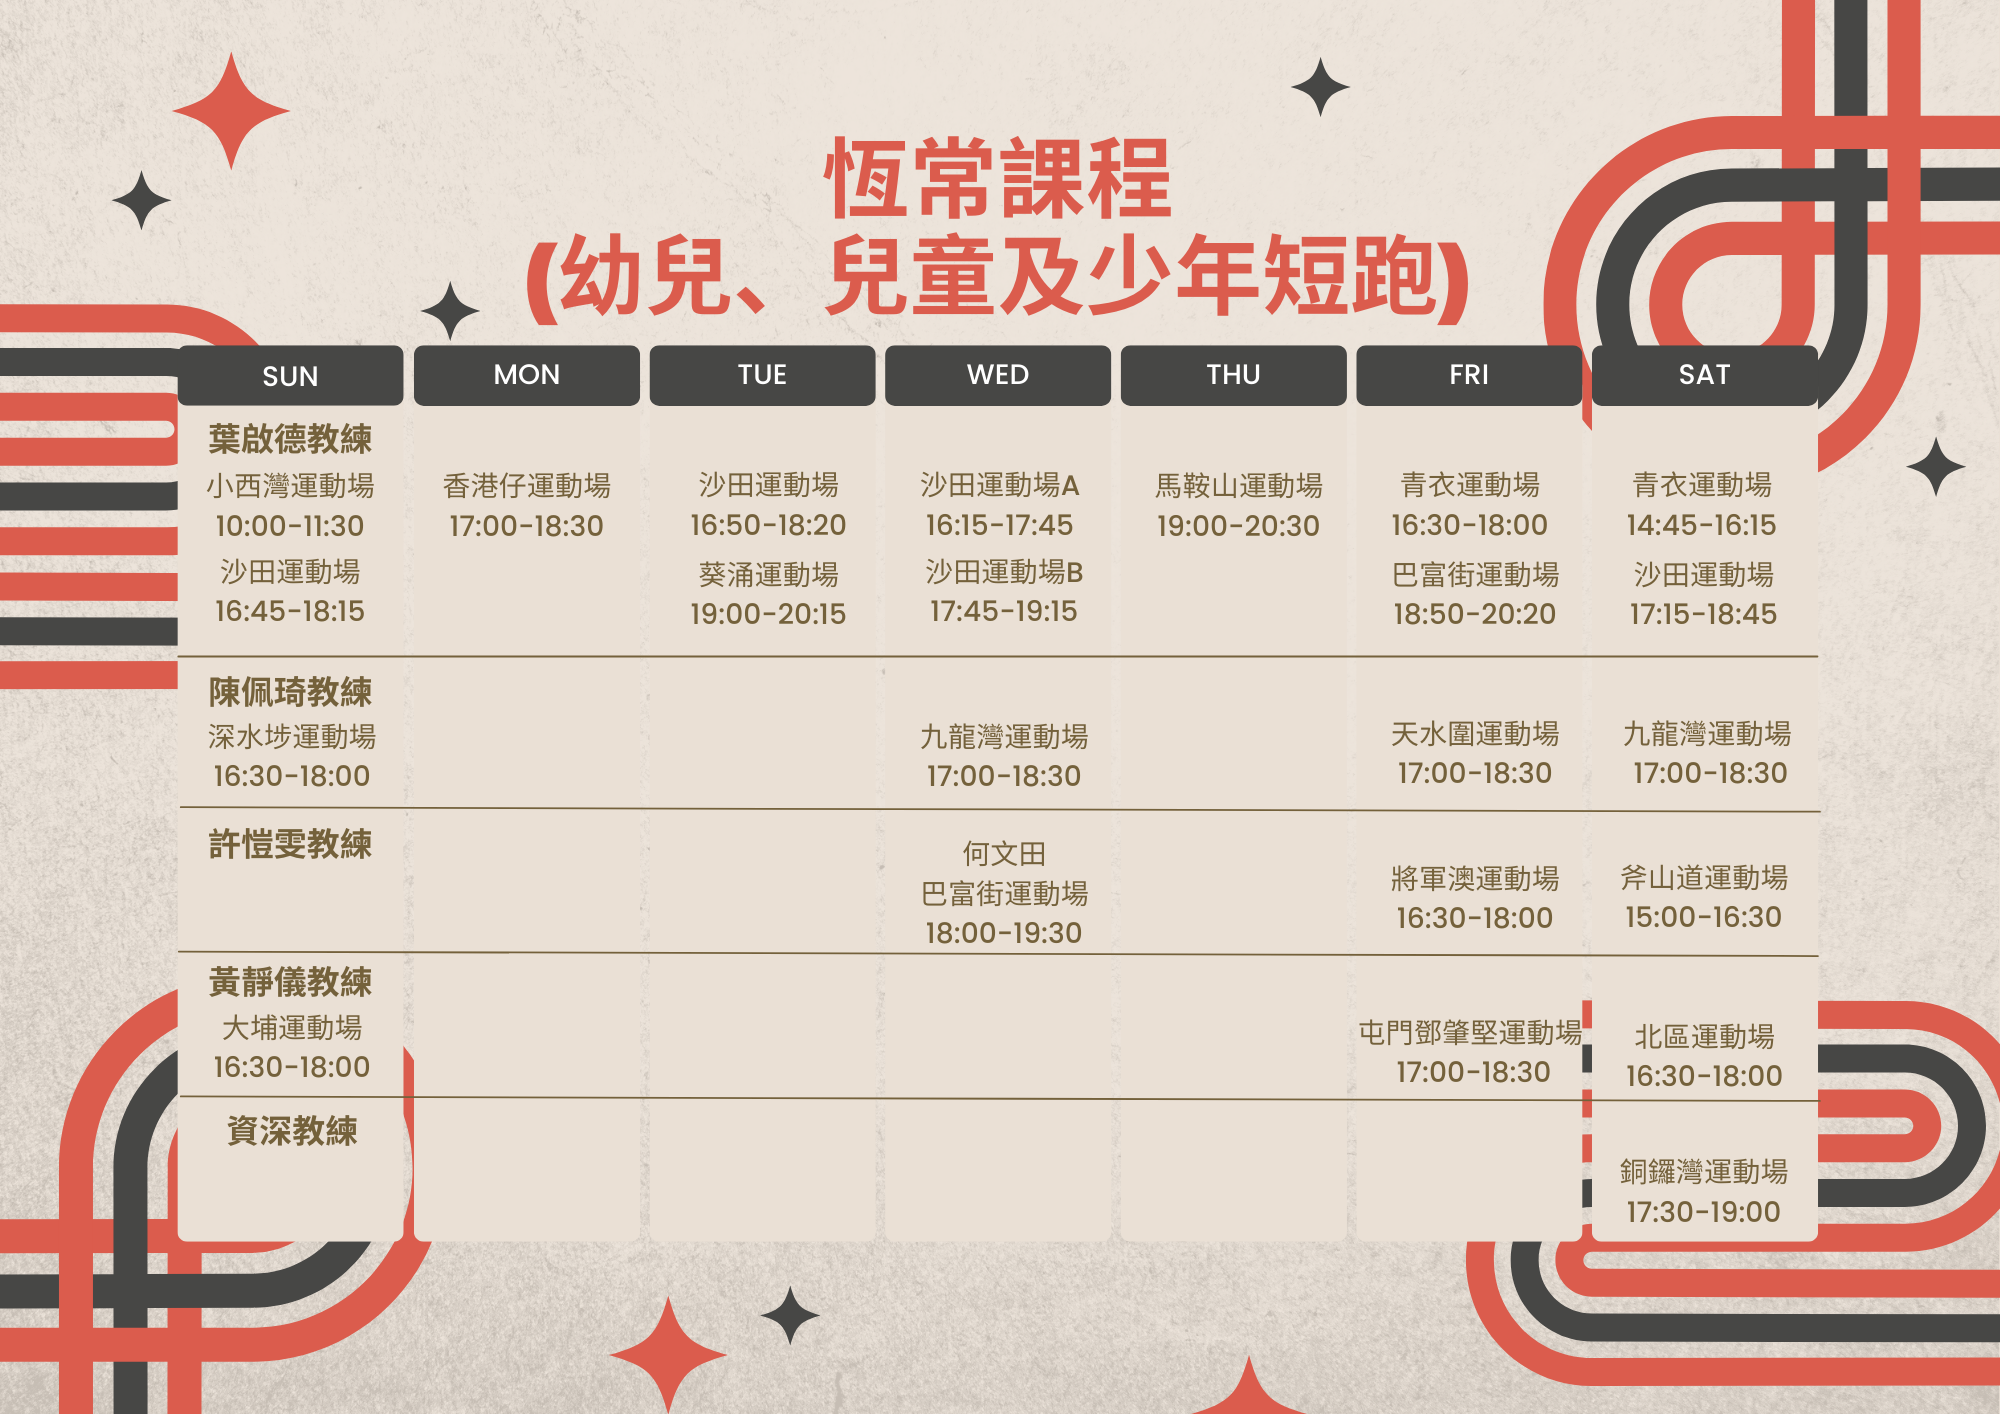 恆常課程
(幼兒、兒童及少年短跑)
SUN
MON
TUE
WED
THU
FRI
SAT
葉啟德教練
小西灣運動場
10:00-11:30
沙田運動場
16:45-18:15
香港仔運動場
17:00-18:30
沙田運動場
16:50-18:20
葵涌運動場
19:00-20:15
沙田運動場A
16:15-17:45
沙田運動場B
17:45-19:15
馬鞍山運動場
19:00-20:30
青衣運動場
16:30-18:00
巴富街運動場
18:50-20:20
青衣運動場
14:45-16:15
沙田運動場
17:15-18:45
陳佩琦教練
深水埗運動場
16:30-18:00
九龍灣運動場
17:00-18:30
天水圍運動場
17:00-18:30
九龍灣運動場
17:00-18:30
許愷雯教練
何文田
巴富街運動場
18:00-19:30
將軍澳運動場
16:30-18:00
斧山道運動場
15:00-16:30
黃靜儀教練
大埔運動場
16:30-18:00
屯門鄧肇堅運動場
17:00-18:30
北區運動場
16:30-18:00
資深教練
銅鑼灣運動場
17:30-19:00